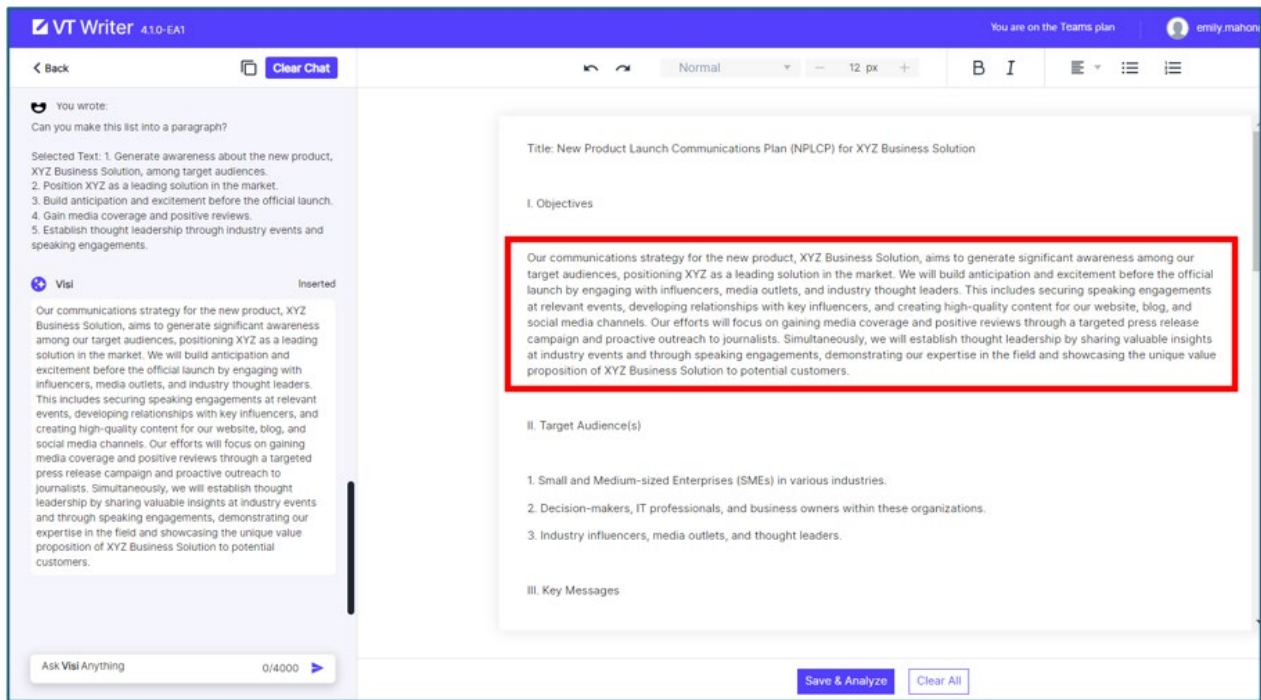 VT Writer 4.1.0-EA1
You are on the Teams plan
emily.mahon
Back
Clear Chat
Normal
12 px
B I
You wrote:
Can you make this list into a paragraph?
Selected Text: 1. Generate awareness about the new product,
XYZ Business Solution, among target audiences.
2. Position XYZ as a leading solution in the market.
3. Build anticipation and excitement before the official launch.
4. Gain media coverage and positive reviews.
5. Establish thought leadership through industry events and
speaking engagements.
Visi
Inserted
Our communications strategy for the new product, XYZ
Business Solution, aims to generate significant awareness
among our target audiences, positioning XYZ as a leading
solution in the market. We will build anticipation and
excitement before the official launch by engaging with
influencers, media outlets, and industry thought leaders.
This includes securing speaking engagements at relevant
events, developing relationships with key influencers, and
creating high-quality content for our website, blog, and
social media channels. Our efforts will focus on gaining
media coverage and positive reviews through a targeted
press release campaign and proactive outreach to
journalists. Simultaneously, we will establish thought
leadership by sharing valuable insights at industry events
and through speaking engagements, demonstrating our
expertise in the field and showcasing the unique value
proposition of XYZ Business Solution to potential
customers.
Ask Visi Anything
0/4000
Title: New Product Launch Communications Plan (NPLCP) for XYZ Business Solution
I. Objectives
Our communications strategy for the new product, XYZ Business Solution, aims to generate significant awareness among our
target audiences, positioning XYZ as a leading solution in the market. We will build anticipation and excitement before the official
launch by engaging with influencers, media outlets, and industry thought leaders. This includes securing speaking engagements
at relevant events, developing relationships with key influencers, and creating high-quality content for our website, blog, and
social media channels. Our efforts will focus on gaining media coverage and positive reviews through a targeted press release
campaign and proactive outreach to journalists. Simultaneously, we will establish thought leadership by sharing valuable insights
at industry events and through speaking engagements, demonstrating our expertise in the field and showcasing the unique value
proposition of XYZ Business Solution to potential customers.
II. Target Audience(s)
1. Small and Medium-sized Enterprises (SMEs) in various industries.
2. Decision-makers, IT professionals, and business owners within these organizations.
3. Industry influencers, media outlets, and thought leaders.
III. Key Messages
Save & Analyze
Clear All